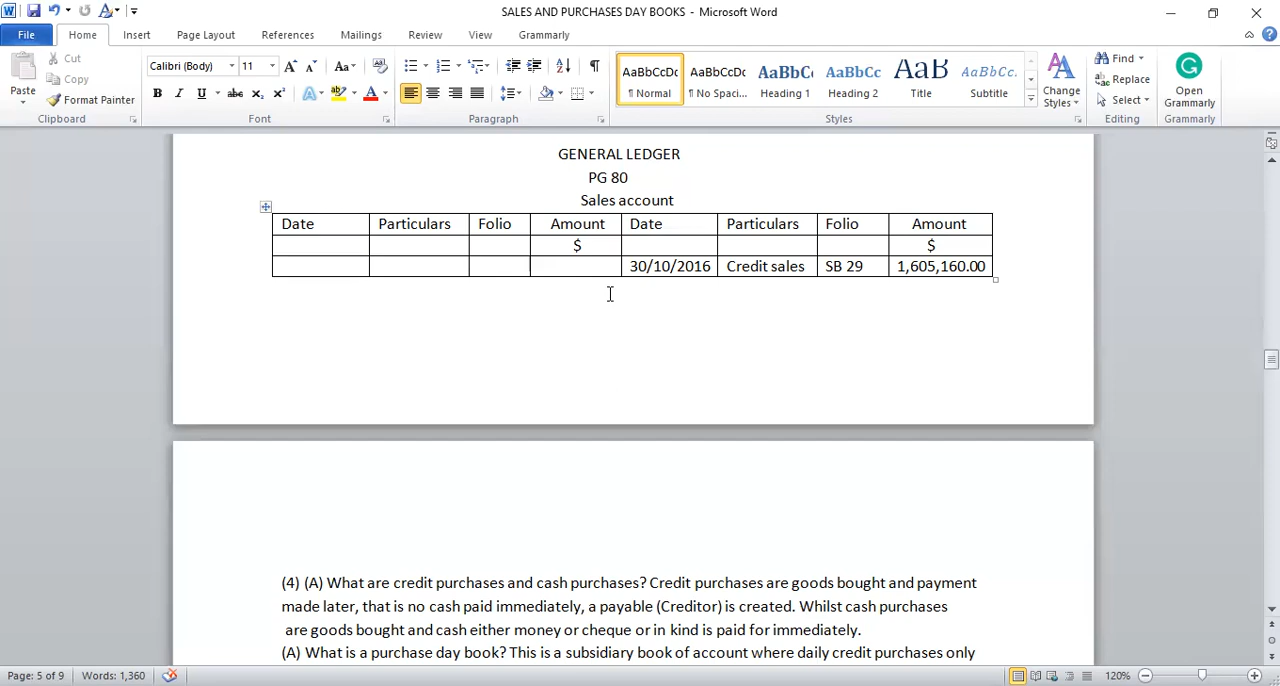 SALES AND PURCHASES DAY BOOKS - Microsoft Word
File Home Insert Page Layout References Mailings Review View Grammarly
Paste
Cut
Copy
Format Painter
Clipboard
Calibri (Body) 11 A A Aa
B I U abc X₂ X² A ab A
Font
Paragraph
AaBbCcDc AaBbCcDc AaBbC AaBbCc AaB AaBbCc.
¶ Normal ¶ No Spaci... Heading 1 Heading 2 Title Subtitle
Change
Styles
Styles
Find
Replace
Select
Editing
Open
Grammarly
Grammarly
GENERAL LEDGER
PG 80
Sales account
Date Particulars Folio Amount Date Particulars Folio Amount
$ $
30/10/2016 Credit sales SB 29 1,605,160.00
(4) (A) What are credit purchases and cash purchases? Credit purchases are goods bought and payment
made later, that is no cash paid immediately, a payable (Creditor) is created. Whilst cash purchases
are goods bought and cash either money or cheque or in kind is paid for immediately.
(A) What is a purchase day book? This is a subsidiary book of account where daily credit purchases only
Page: 5 of 9 Words: 1,360 120%